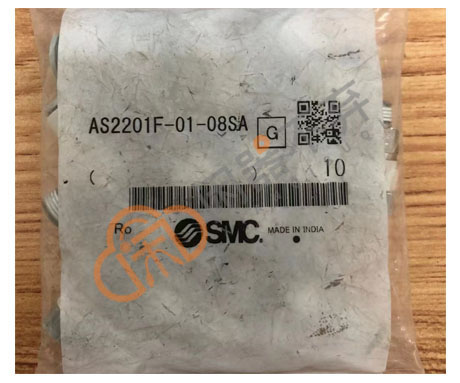 AS2201F-01-08SA G
( ) 10
Ro SMC. MADE IN INDIA